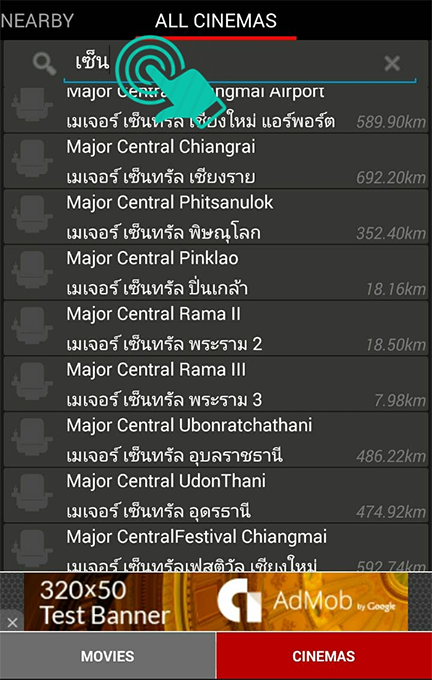 NEARBY
ALL CINEMAS
เซ็น
Major Central Chiangmai Airport
เมเจอร์ เซ็นทรัล เชียงใหม่ แอร์พอร์ต 589.90km
Major Central Chiangrai
เมเจอร์ เซ็นทรัล เชียงราย 692.20km
Major Central Phitsanulok
เมเจอร์ เซ็นทรัล พิษณุโลก 352.40km
Major Central Pinklao
เมเจอร์ เซ็นทรัล ปิ่นเกล้า 18.16km
Major Central Rama II
เมเจอร์ เซ็นทรัล พระราม 2 18.50km
Major Central Rama III
เมเจอร์ เซ็นทรัล พระราม 3 7.98km
Major Central Ubonratchathani
เมเจอร์ เซ็นทรัล อุบลราชธานี 486.22km
Major Central UdonThani
เมเจอร์ เซ็นทรัล อุดรธานี 474.92km
Major CentralFestival Chiangmai
เมเจอร์ เซ็นทรัลเฟสติวัล เชียงใหม่ 592.74km
320×50
Test Banner
AdMob by Google
MOVIES
CINEMAS